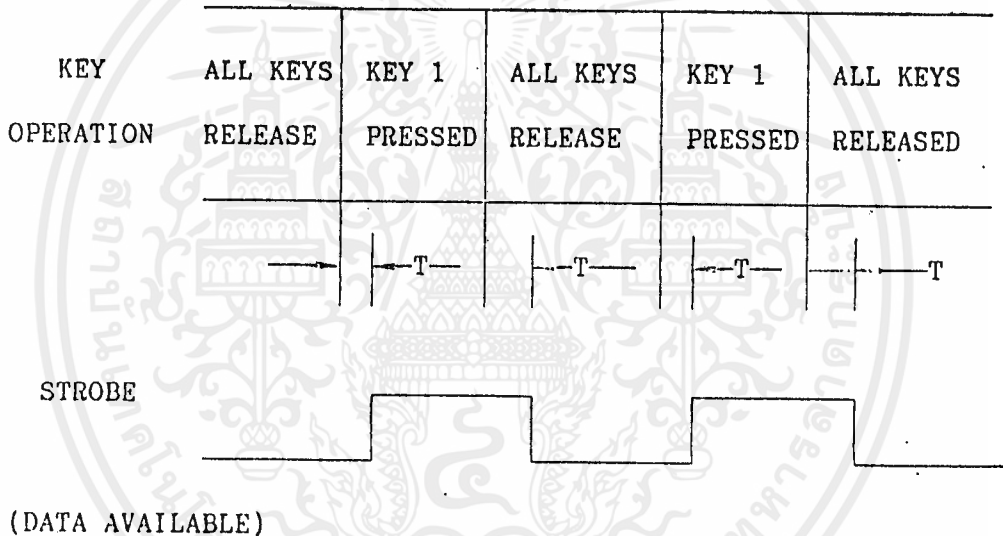 KEY ALL KEYS KEY 1 ALL KEYS KEY 1 ALL KEYS
OPERATION RELEASE PRESSED RELEASE PRESSED RELEASED
T T T T
STROBE
(DATA AVAILABLE)